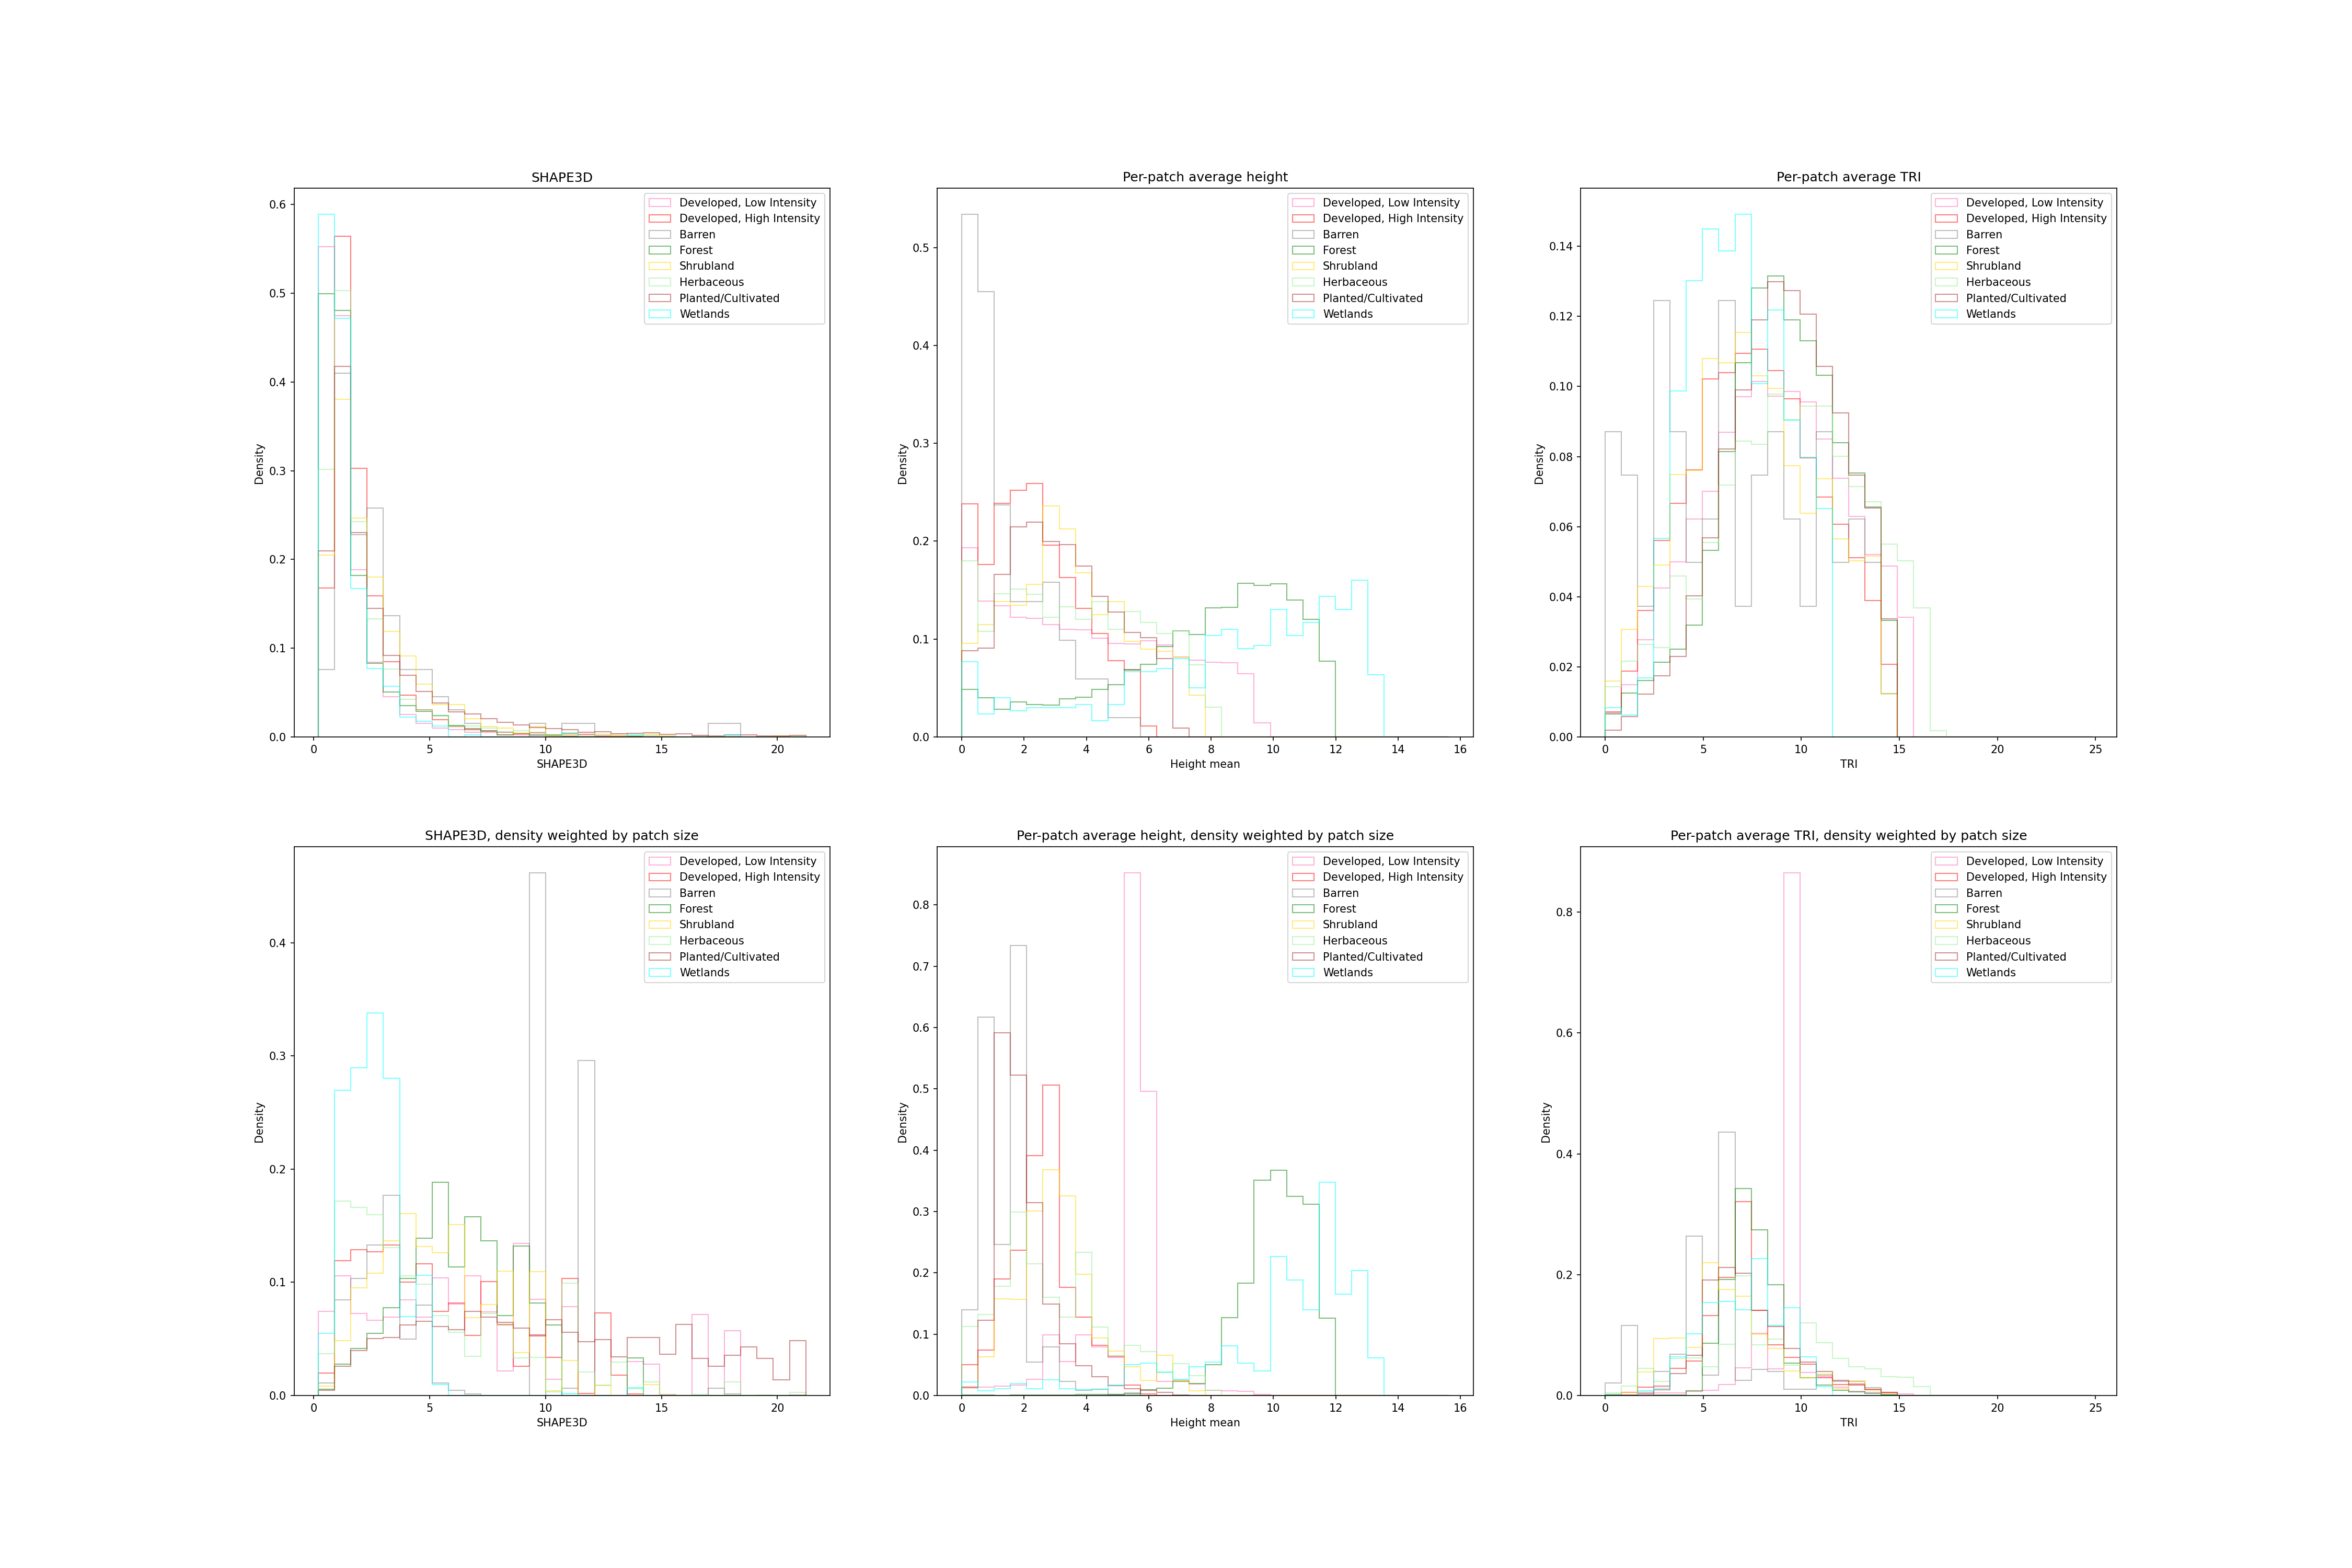 SHAPE3D
Density
0.6
0.5
0.4
0.3
0.2
0.1
0.0
0 5 10 15 20
SHAPE3D
Developed, Low Intensity
Developed, High Intensity
Barren
Forest
Shrubland
Herbaceous
Planted/Cultivated
Wetlands
Per-patch average height
Density
0.5
0.4
0.3
0.2
0.1
0.0
0 2 4 6 8 10 12 14 16
Height mean
Developed, Low Intensity
Developed, High Intensity
Barren
Forest
Shrubland
Herbaceous
Planted/Cultivated
Wetlands
Per-patch average TRI
Density
0.14
0.12
0.10
0.08
0.06
0.04
0.02
0.00
0 5 10 15 20 25
TRI
Developed, Low Intensity
Developed, High Intensity
Barren
Forest
Shrubland
Herbaceous
Planted/Cultivated
Wetlands
SHAPE3D, density weighted by patch size
Density
0.4
0.3
0.2
0.1
0.0
0 5 10 15 20
SHAPE3D
Developed, Low Intensity
Developed, High Intensity
Barren
Forest
Shrubland
Herbaceous
Planted/Cultivated
Wetlands
Per-patch average height, density weighted by patch size
Density
0.8
0.7
0.6
0.5
0.4
0.3
0.2
0.1
0.0
0 2 4 6 8 10 12 14 16
Height mean
Developed, Low Intensity
Developed, High Intensity
Barren
Forest
Shrubland
Herbaceous
Planted/Cultivated
Wetlands
Per-patch average TRI, density weighted by patch size
Density
0.8
0.6
0.4
0.2
0.0
0 5 10 15 20 25
TRI
Developed, Low Intensity
Developed, High Intensity
Barren
Forest
Shrubland
Herbaceous
Planted/Cultivated
Wetlands